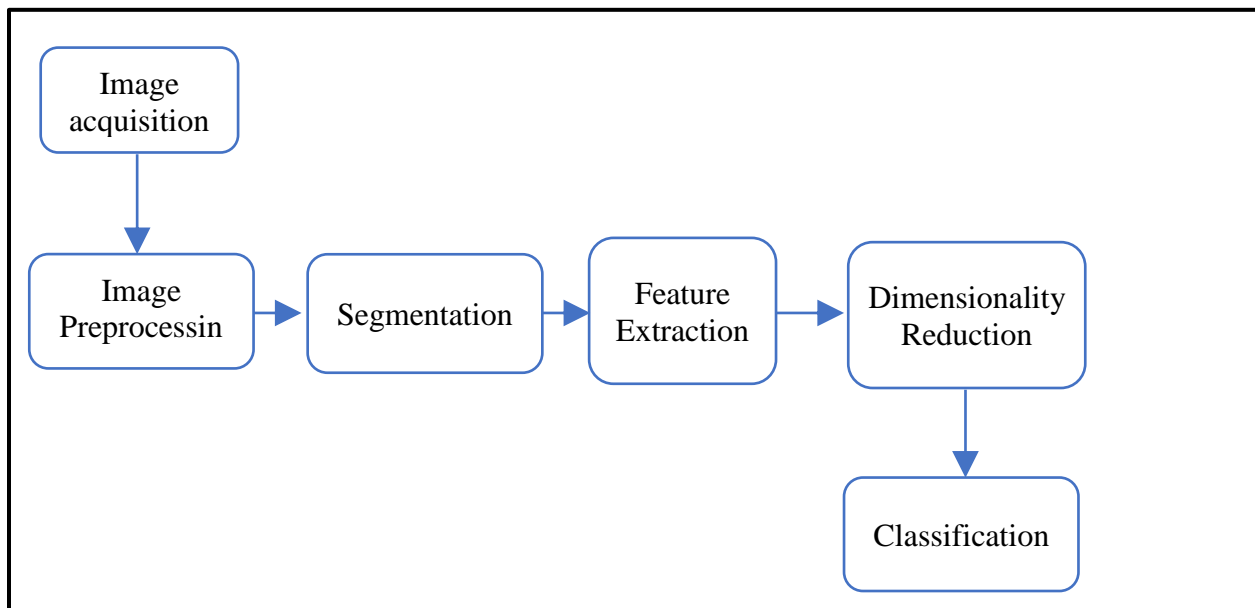 Image
acquisition
Image
Preprocessin
Segmentation
Feature
Extraction
Dimensionality
Reduction
Classification